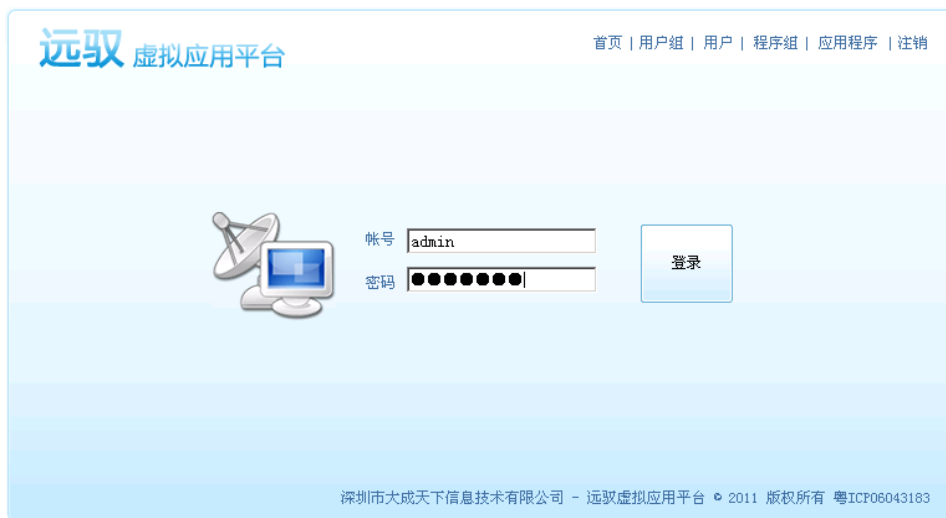 远驭 虚拟应用平台
首页 | 用户组 | 用户 | 程序组 | 应用程序 | 注销
帐号 admin
密码 ●●●●●●●
登录
深圳市大成天下信息技术有限公司 - 远驭虚拟应用平台 © 2011 版权所有 粤ICP06043183